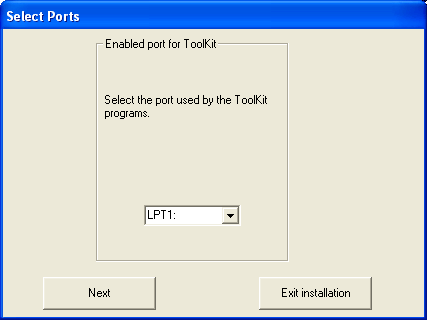 Select Ports
Enabled port for ToolKit
Select the port used by the ToolKit
programs.
LPT1:
Next
Exit installation